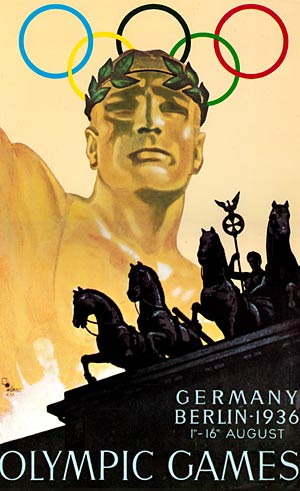 GERMANY
BERLIN-1936
1ST-16TH AUGUST
OLYMPIC GAMES